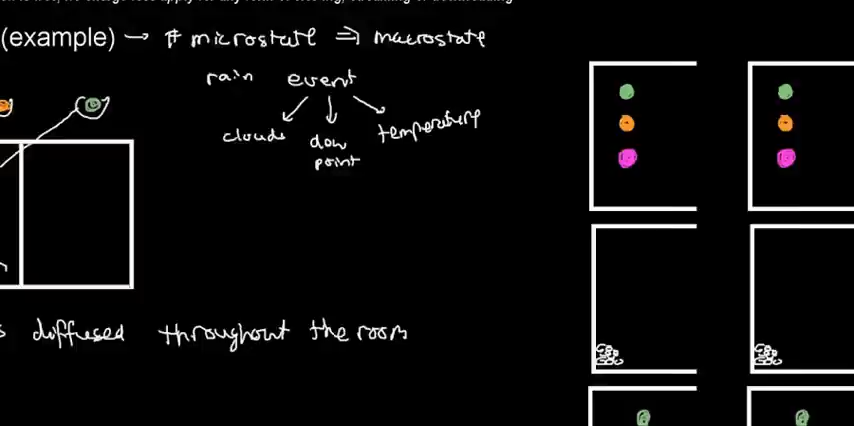 (example) → # microstate ⇒ macrostate
rain event
clouds dew point temperature
diffused throughout the room